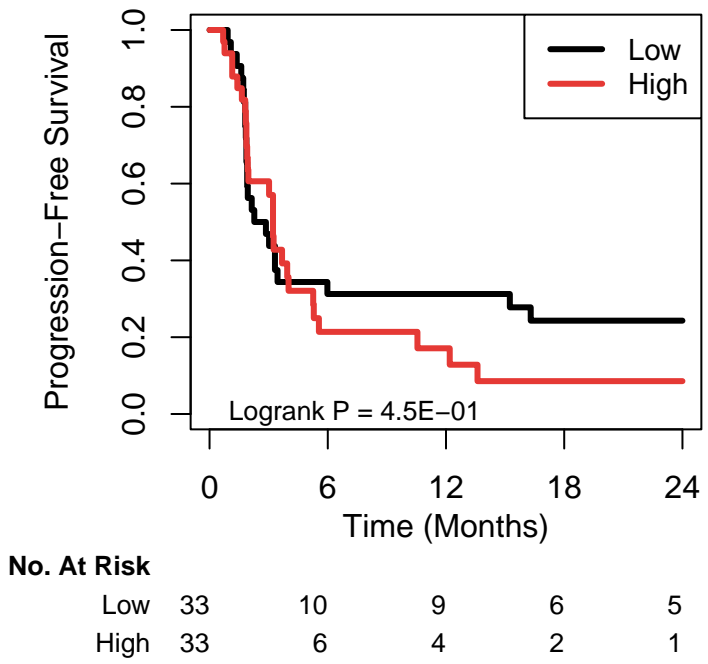 Progression−Free Survival
1.0
0.8
0.6
0.4
0.2
0.0
Low
High
Logrank P = 4.5E−01
0 6 12 18 24
Time (Months)
No. At Risk
Low 33 10 9 6 5
High 33 6 4 2 1